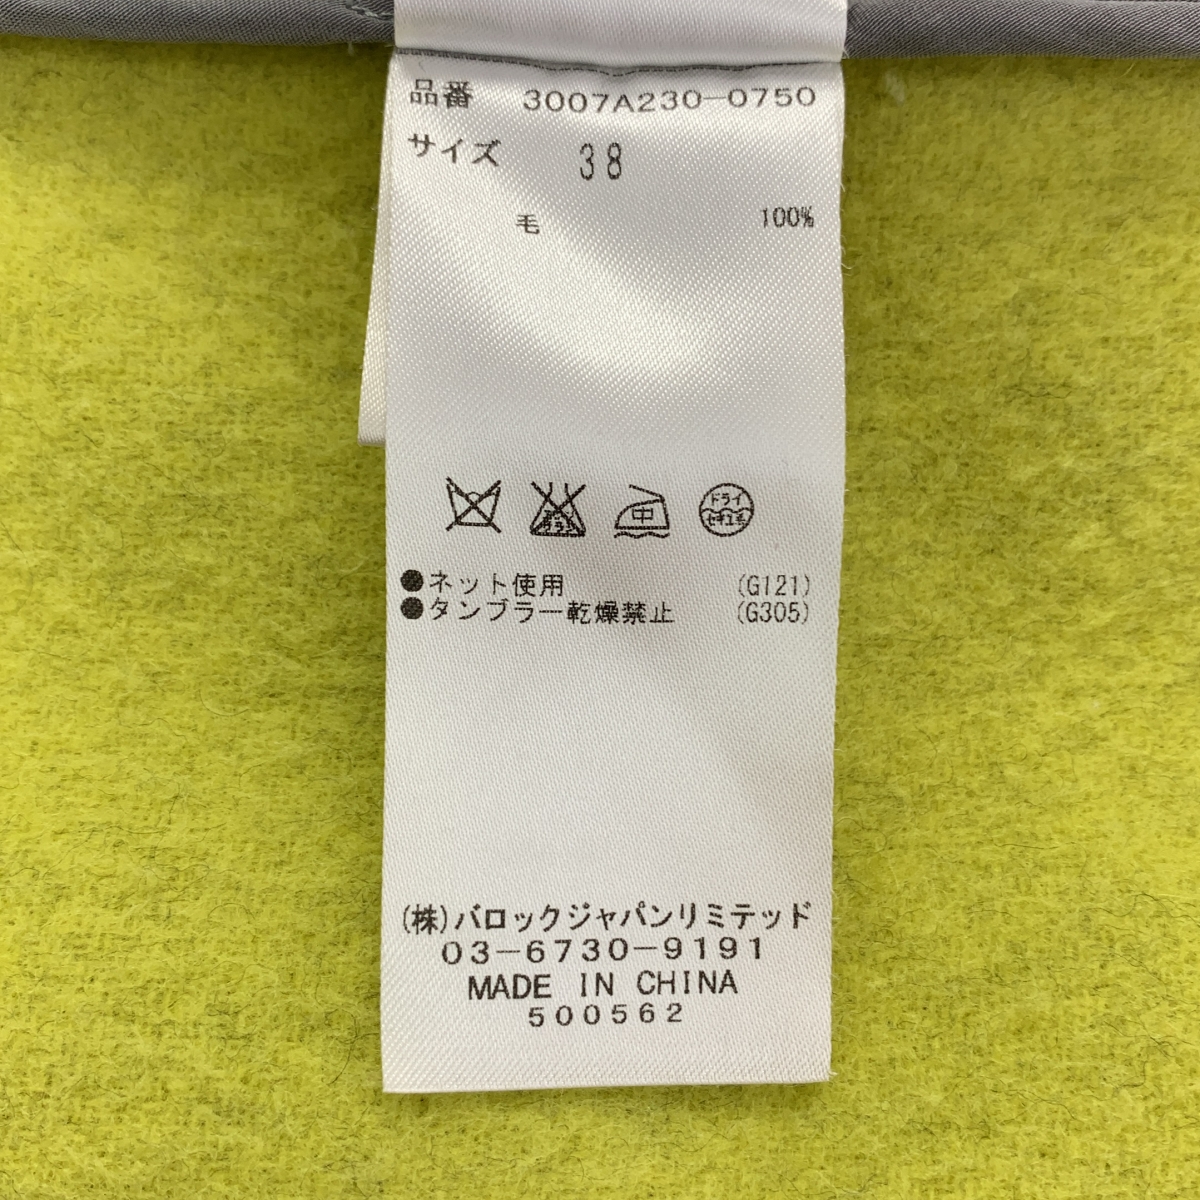 品番 3007A230-0750
サイズ 38
毛 100%
中
ドライ
セキユ系
●ネット使用 (G121)
●タンブラー乾燥禁止 (G305)
(株)バロックジャパンリミテッド
03-6730-9191
MADE IN CHINA
500562